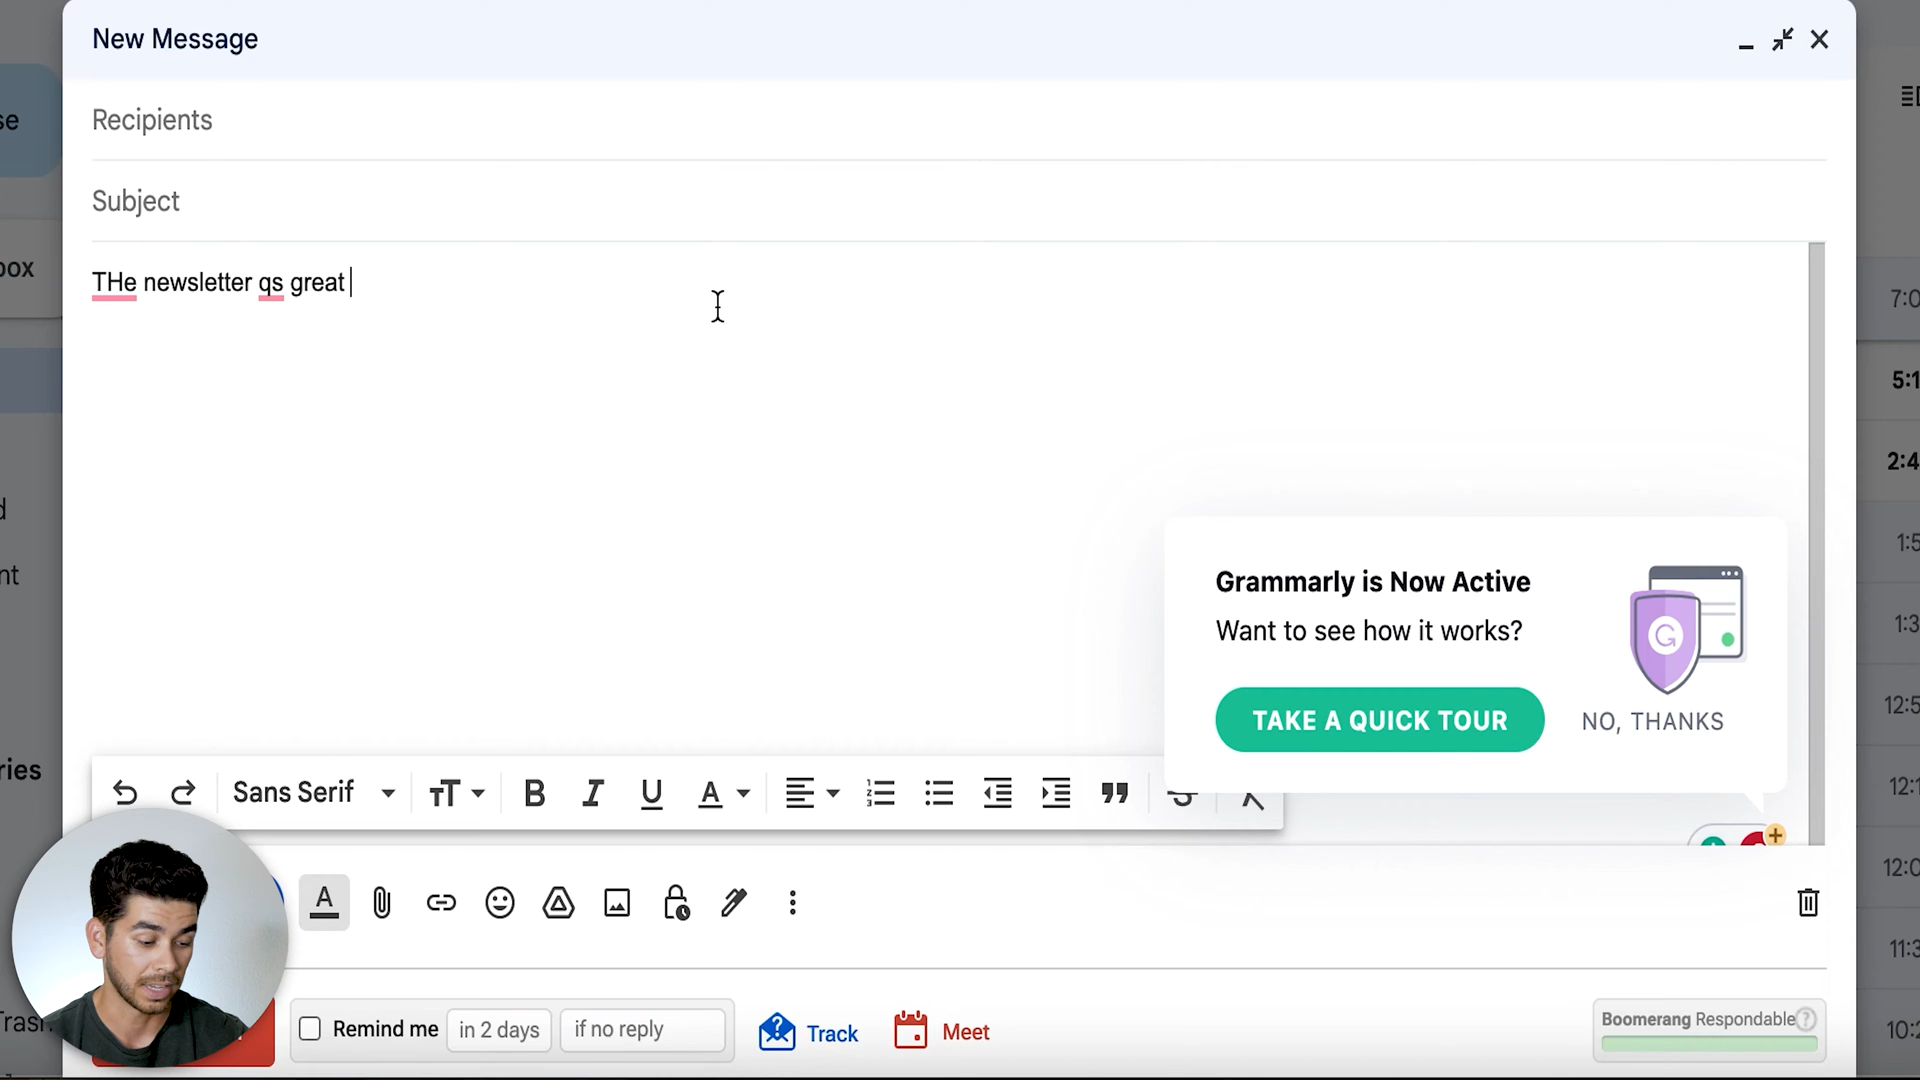 New Message
Recipients
Subject
THe newsletter qs great
Grammarly is Now Active
Want to see how it works?
TAKE A QUICK TOUR
NO, THANKS
Sans Serif
Remind me
in 2 days
if no reply
Track
Meet
Boomerang Respondable